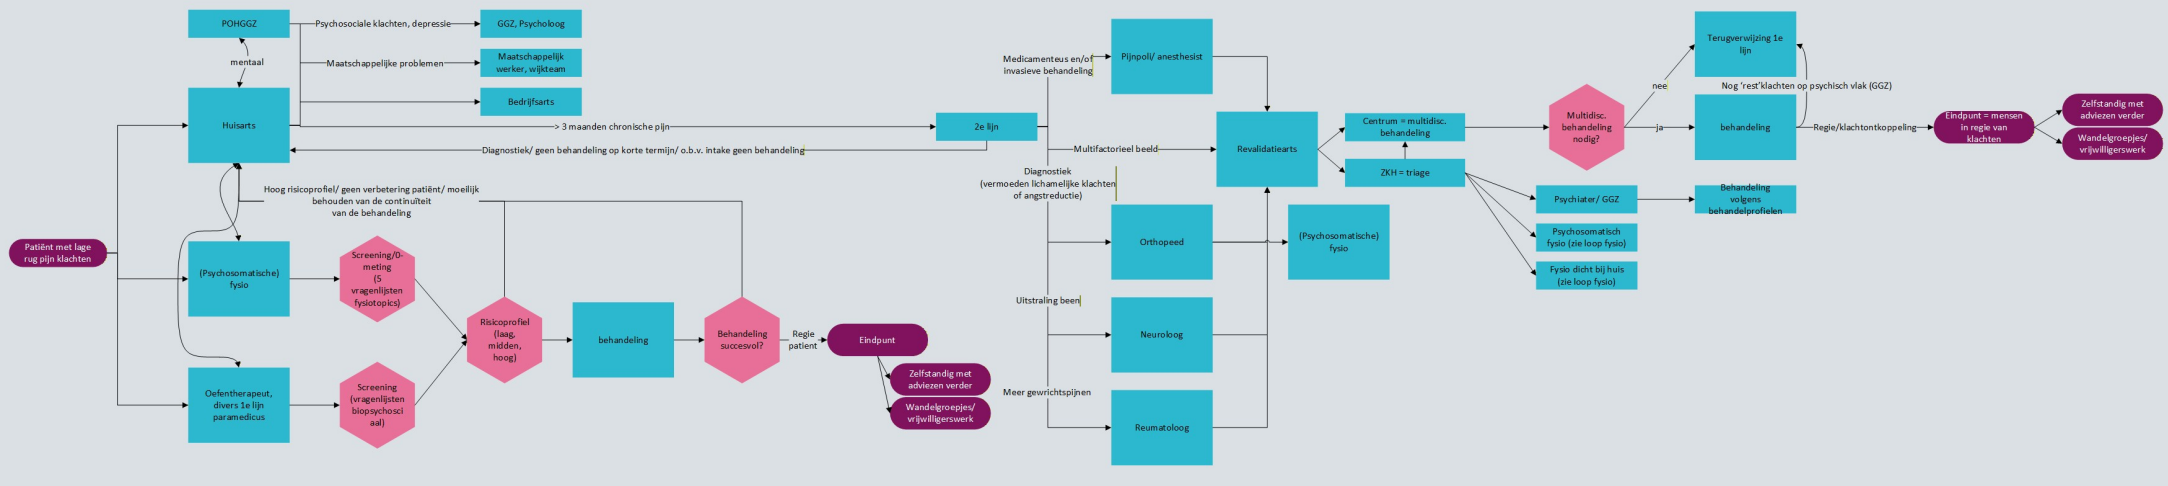 POHGGZ
Psychosociale klachten, depressie
GGZ, Psycholoog
mentaal
Maatschappelijke problemen
Maatschappelijk
werker, wijkteam
Bedrijfsarts
Huisarts
> 3 maanden chronische pijn
2e lijn
Diagnostiek/ geen behandeling op korte termijn/ o.b.v. intake geen behandeling
Hoog risicoprofiel/ geen verbetering patiënt/ moeilijk
behouden van de continuïteit
van de behandeling
Patiënt met lage
rug pijn klachten
(Psychosomatische)
fysio
Screening/0-
meting
(5
vragenlijsten
fysiotopics)
Oefentherapeut,
divers 1e lijn
paramedicus
Screening
(vragenlijsten
biopsychosci
aal)
Risicoprofiel
(laag,
midden,
hoog)
behandeling
Behandeling
succesvol?
Regie
patient
Eindpunt
Zelfstandig met
adviezen verder
Wandelgroepjes/
vrijwilligerswerk
Medicamenteus en/of
invasieve behandeling
Pijnpoli/ anesthesist
Multifactorieel beeld
Revalidatiearts
Diagnostiek
(vermoeden lichamelijke klachten
of angstreductie)
Orthopeed
(Psychosomatische)
fysio
Uitstraling been
Neuroloog
Meer gewrichtspijnen
Reumatoloog
Centrum = multidisc.
behandeling
ZKH = triage
Multidisc.
behandeling
nodig?
nee
ja
Terugverwijzing 1e
lijn
Nog ‘rest’klachten op psychisch vlak (GGZ)
behandeling
Regie/klachtontkoppeling
Eindpunt = mensen
in regie van
klachten
Zelfstandig met
adviezen verder
Wandelgroepjes/
vrijwilligerswerk
Psychiater/ GGZ
Behandeling
volgens
behandelprofielen
Psychosomatisch
fysio (zie loop fysio)
Fysio dicht bij huis
(zie loop fysio)